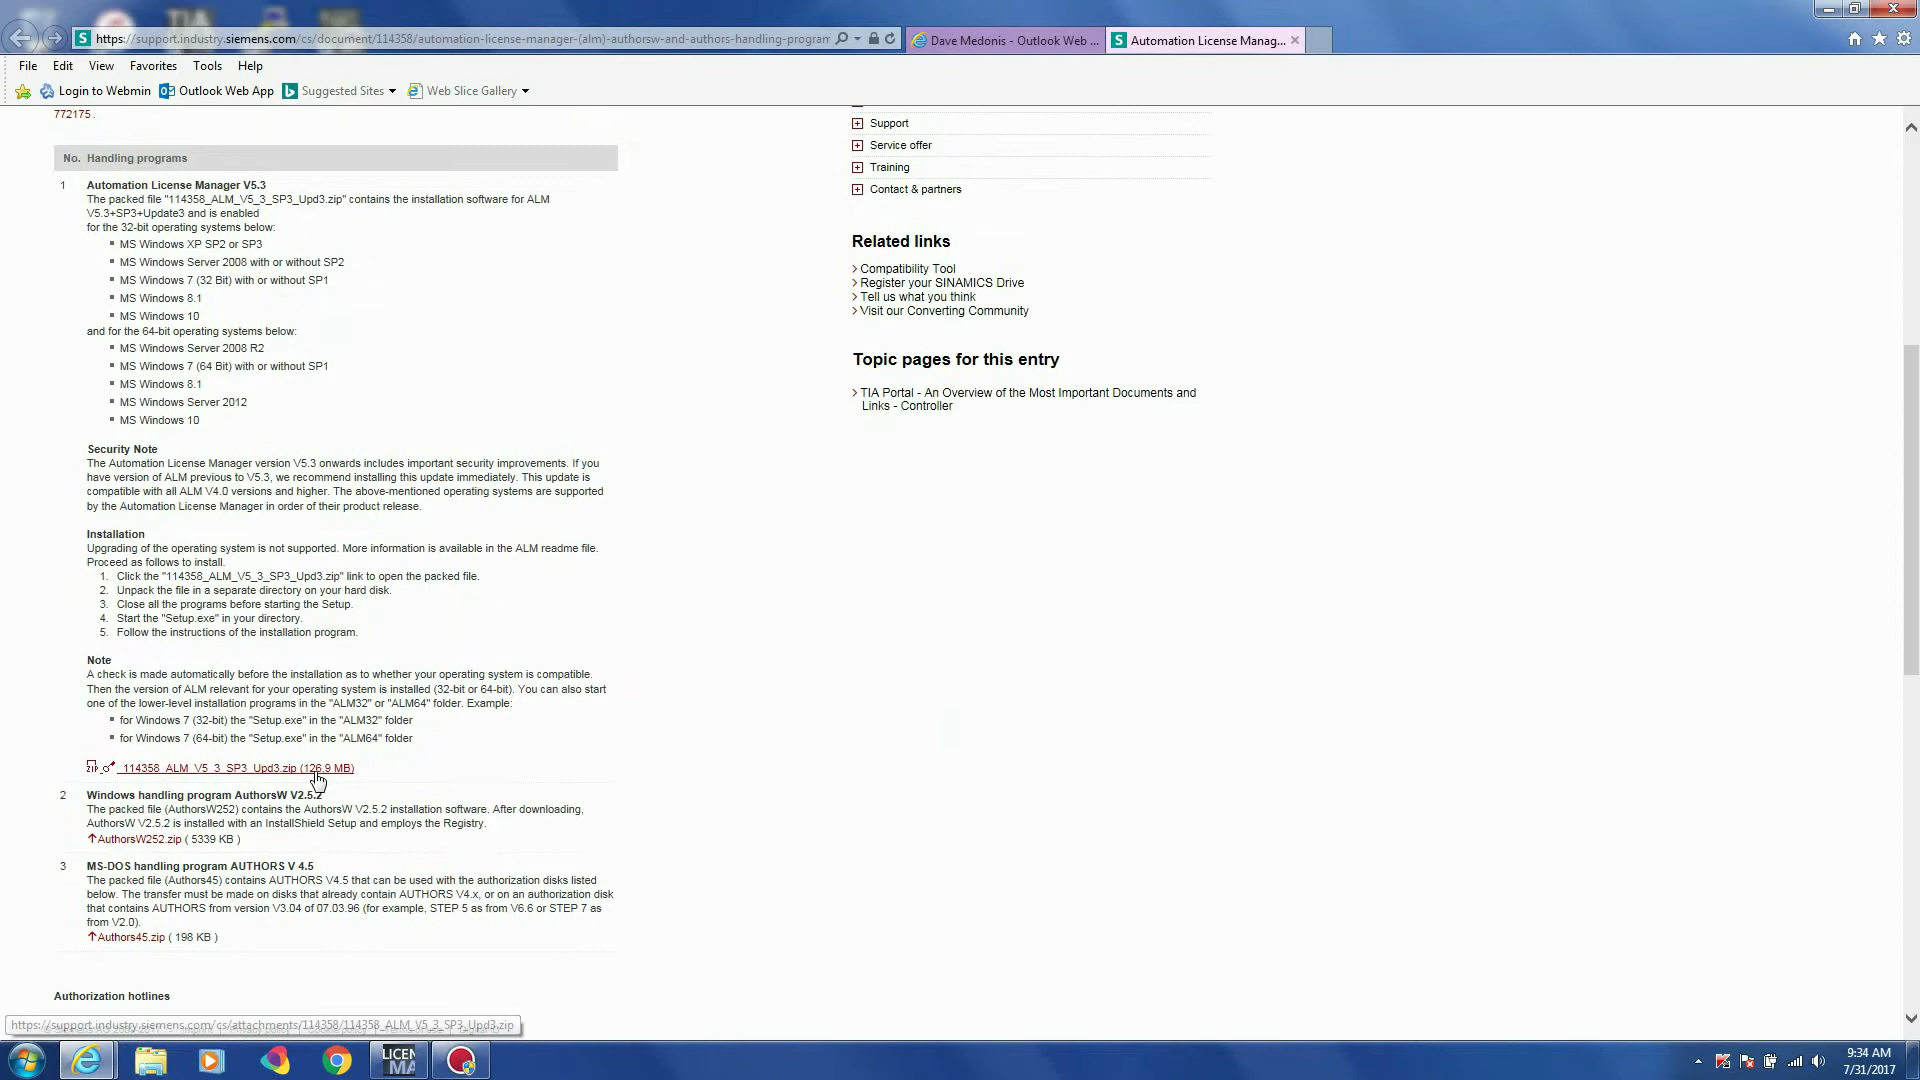 https://support.industry.siemens.com/cs/document/114358/automation-license-manager-(alm)-authorsw-and-authors-handling-program
Dave Medonis - Outlook Web ...
Automation License Manag...
File Edit View Favorites Tools Help
Login to Webmin Outlook Web App Suggested Sites Web Slice Gallery
772175 .
No. Handling programs
1 Automation License Manager V5.3
The packed file "114358_ALM_V5_3_SP3_Upd3.zip" contains the installation software for ALM
V5.3+SP3+Update3 and is enabled
for the 32-bit operating systems below:
MS Windows XP SP2 or SP3
MS Windows Server 2008 with or without SP2
MS Windows 7 (32 Bit) with or without SP1
MS Windows 8.1
MS Windows 10
and for the 64-bit operating systems below:
MS Windows Server 2008 R2
MS Windows 7 (64 Bit) with or without SP1
MS Windows 8.1
MS Windows Server 2012
MS Windows 10
Security Note
The Automation License Manager version V5.3 onwards includes important security improvements. If you
have version of ALM previous to V5.3, we recommend installing this update immediately. This update is
compatible with all ALM V4.0 versions and higher. The above-mentioned operating systems are supported
by the Automation License Manager in order of their product release.
Installation
Upgrading of the operating system is not supported. More information is available in the ALM readme file.
Proceed as follows to install.
1. Click the "114358_ALM_V5_3_SP3_Upd3.zip" link to open the packed file.
2. Unpack the file in a separate directory on your hard disk.
3. Close all the programs before starting the Setup.
4. Start the "Setup.exe" in your directory.
5. Follow the instructions of the installation program.
Note
A check is made automatically before the installation as to whether your operating system is compatible.
Then the version of ALM relevant for your operating system is installed (32-bit or 64-bit). You can also start
one of the lower-level installation programs in the "ALM32" or "ALM64" folder. Example:
for Windows 7 (32-bit) the "Setup.exe" in the "ALM32" folder
for Windows 7 (64-bit) the "Setup.exe" in the "ALM64" folder
ZIP 114358_ALM_V5_3_SP3_Upd3.zip (126,9 MB)
2 Windows handling program AuthorsW V2.5.2
The packed file (AuthorsW252) contains the AuthorsW V2.5.2 installation software. After downloading,
AuthorsW V2.5.2 is installed with an InstallShield Setup and employs the Registry.
AuthorsW252.zip ( 5339 KB )
3 MS-DOS handling program AUTHORS V 4.5
The packed file (Authors45) contains AUTHORS V4.5 that can be used with the authorization disks listed
below. The transfer must be made on disks that already contain AUTHORS V4.x, or on an authorization disk
that contains AUTHORS from version V3.04 of 07.03.96 (for example, STEP 5 as from V6.6 or STEP 7 as
from V2.0).
Authors45.zip ( 198 KB )
Authorization hotlines
Support
Service offer
Training
Contact & partners
Related links
Compatibility Tool
Register your SINAMICS Drive
Tell us what you think
Visit our Converting Community
Topic pages for this entry
TIA Portal - An Overview of the Most Important Documents and
Links - Controller
https://support.industry.siemens.com/cs/attachments/114358/114358_ALM_V5_3_SP3_Upd3.zip
LICEN
MA
9:34 AM
7/31/2017